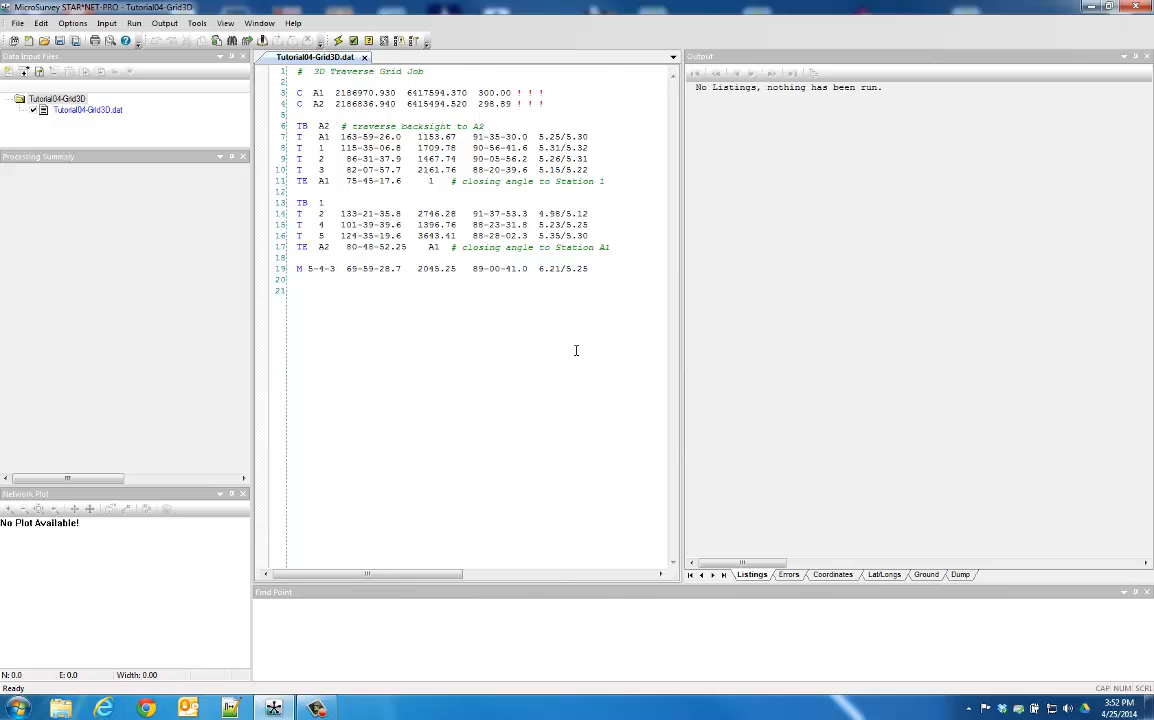 MicroSurvey STAR*NET-PRO - Tutorial04-Grid3D
File Edit Options Input Run Output Tools View Window Help
Data Input Files
Tutorial04-Grid3D
Tutorial04-Grid3D.dat
Processing Summary
Network Plot
No Plot Available!
N: 0.0 E: 0.0 Width: 0.00
Tutorial04-Grid3D.dat
1 # 3D Traverse Grid Job
2
3 C A1 2186970.930 6417594.370 300.00 ! ! !
4 C A2 2186836.940 6415494.520 298.89 ! ! !
5
6 TB A2 # traverse backsight to A2
7 T A1 163-59-26.0 1153.67 91-35-30.0 5.25/5.30
8 T 1 115-35-06.8 1709.78 90-56-41.6 5.31/5.32
9 T 2 86-31-37.9 1467.74 90-05-56.2 5.26/5.31
10 T 3 82-07-57.7 2161.76 88-20-39.6 5.15/5.22
11 TE A1 75-45-17.6 1 # closing angle to Station 1
12
13 TB 1
14 T 2 133-21-35.8 2746.28 91-37-53.3 4.98/5.12
15 T 4 101-39-39.6 1396.76 88-23-31.8 5.23/5.25
16 T 5 124-35-19.6 3643.41 88-28-02.3 5.35/5.30
17 TE A2 80-48-52.25 A1 # closing angle to Station A1
18
19 M 5-4-3 69-59-28.7 2045.25 89-00-41.0 6.21/5.25
20
21
Output
No Listings, nothing has been run.
Listings Errors Coordinates Lat/Longs Ground Dump
Find Point
Ready
CAP NUM SCRL
3:52 PM
4/25/2014